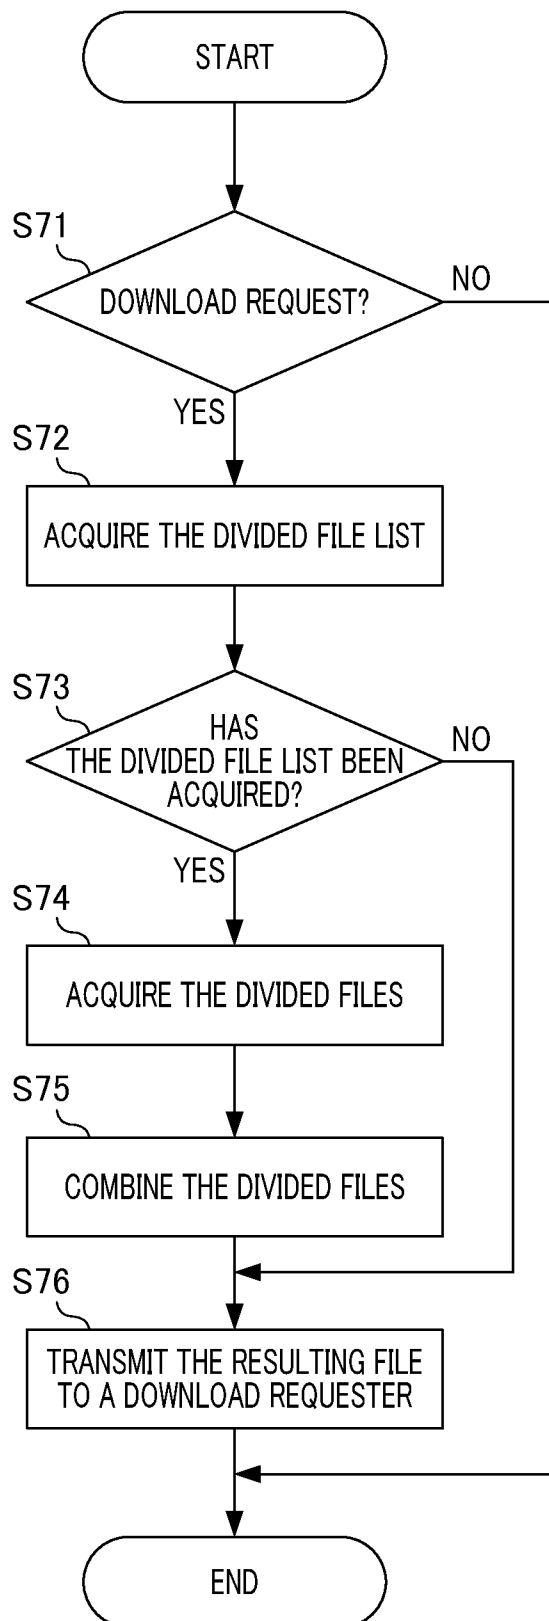 START
S71
DOWNLOAD REQUEST?
NO
YES
S72
ACQUIRE THE DIVIDED FILE LIST
S73
HAS
THE DIVIDED FILE LIST BEEN
ACQUIRED?
NO
YES
S74
ACQUIRE THE DIVIDED FILES
S75
COMBINE THE DIVIDED FILES
S76
TRANSMIT THE RESULTING FILE
TO A DOWNLOAD REQUESTER
END